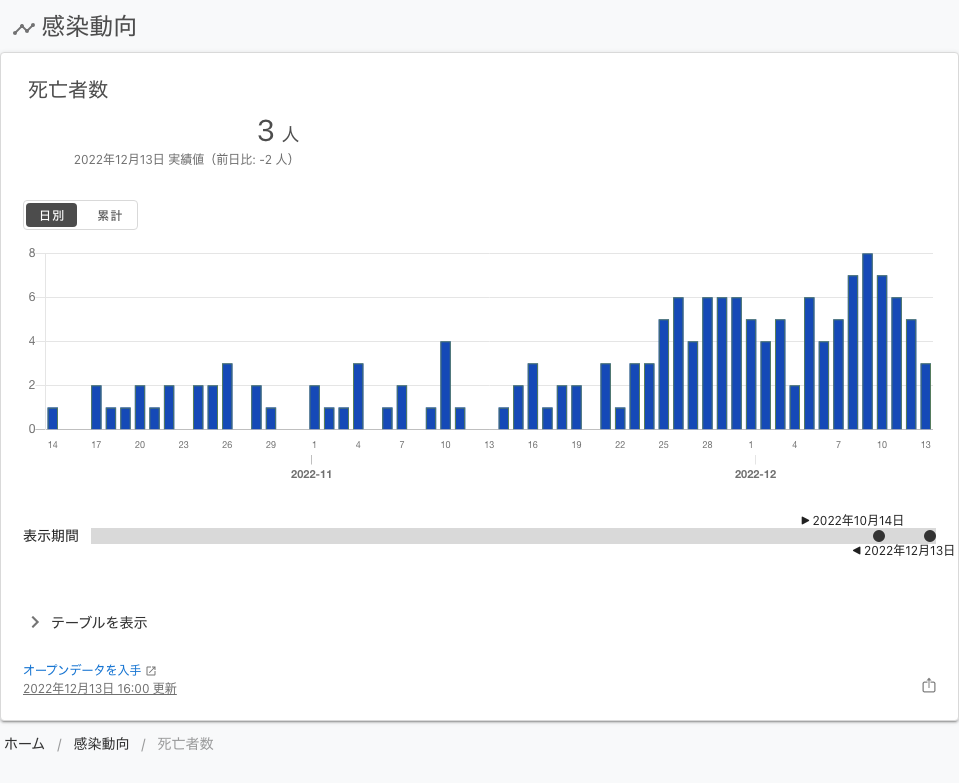 感染動向
死亡者数
3 人
2022年12月13日 実績値（前日比: -2 人）
日別 累計
8
6
4
2
0
14 17 20 23 26 29 1 4 7 10 13 16 19 22 25 28 1 4 7 10 13
2022-11 2022-12
2022年10月14日
表示期間
2022年12月13日
テーブルを表示
オープンデータを入手
2022年12月13日 16:00 更新
ホーム / 感染動向 / 死亡者数